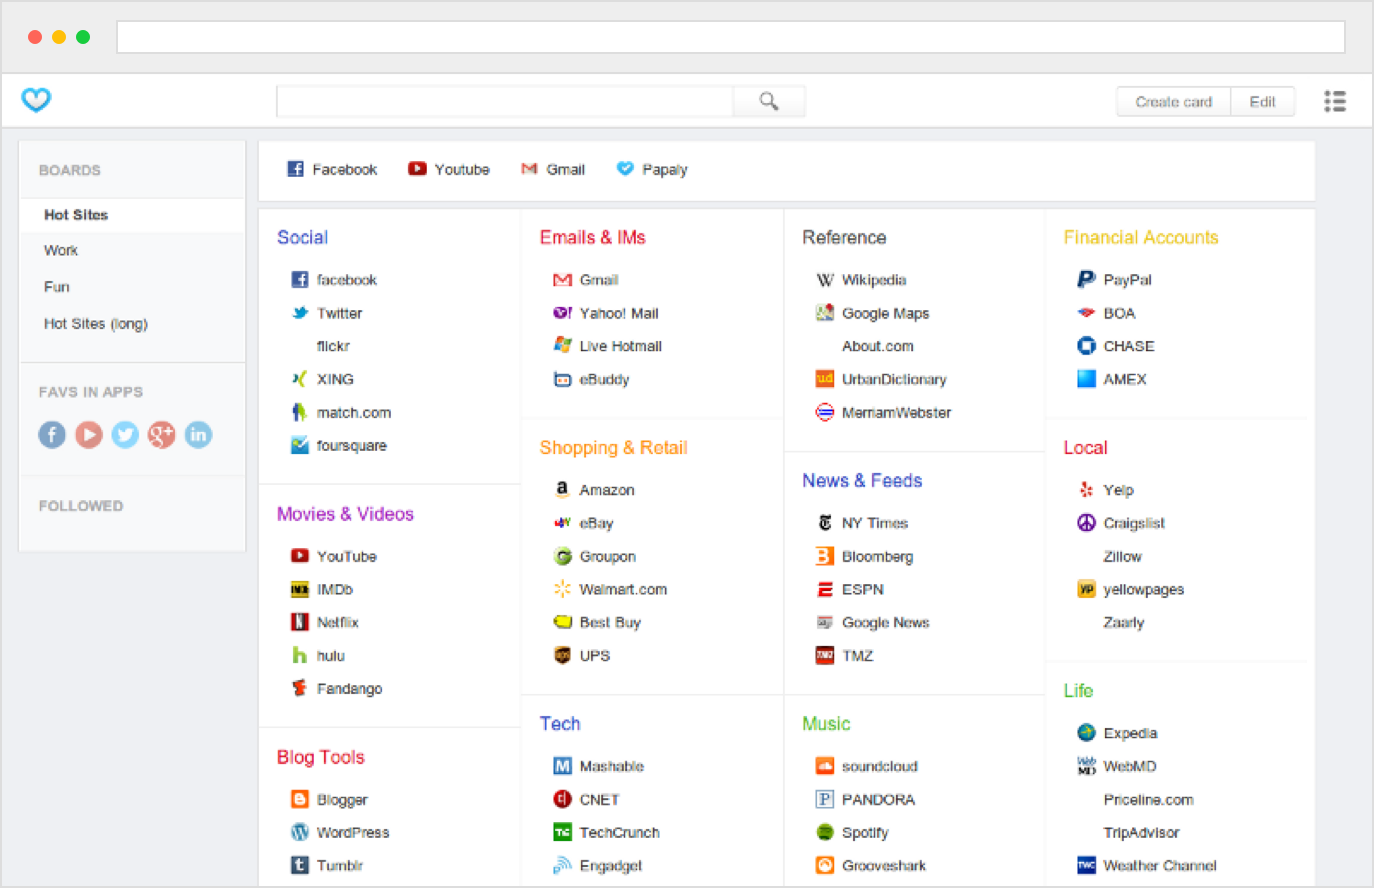 Create card
Edit
BOARDS
Hot Sites
Work
Fun
Hot Sites (long)
FAVS IN APPS
FOLLOWED
Facebook
Youtube
Gmail
Papaly
Social
facebook
Twitter
flickr
XING
match.com
foursquare
Movies & Videos
YouTube
IMDb
Netflix
hulu
Fandango
Blog Tools
Blogger
WordPress
Tumblr
Emails & IMs
Gmail
Yahoo! Mail
Live Hotmail
eBuddy
Shopping & Retail
Amazon
eBay
Groupon
Walmart.com
Best Buy
UPS
Tech
Mashable
CNET
TechCrunch
Engadget
Reference
Wikipedia
Google Maps
About.com
UrbanDictionary
MerriamWebster
News & Feeds
NY Times
Bloomberg
ESPN
Google News
TMZ
Music
soundcloud
PANDORA
Spotify
Grooveshark
Financial Accounts
PayPal
BOA
CHASE
AMEX
Local
Yelp
Craigslist
Zillow
yellowpages
Zaarly
Life
Expedia
WebMD
Priceline.com
TripAdvisor
Weather Channel